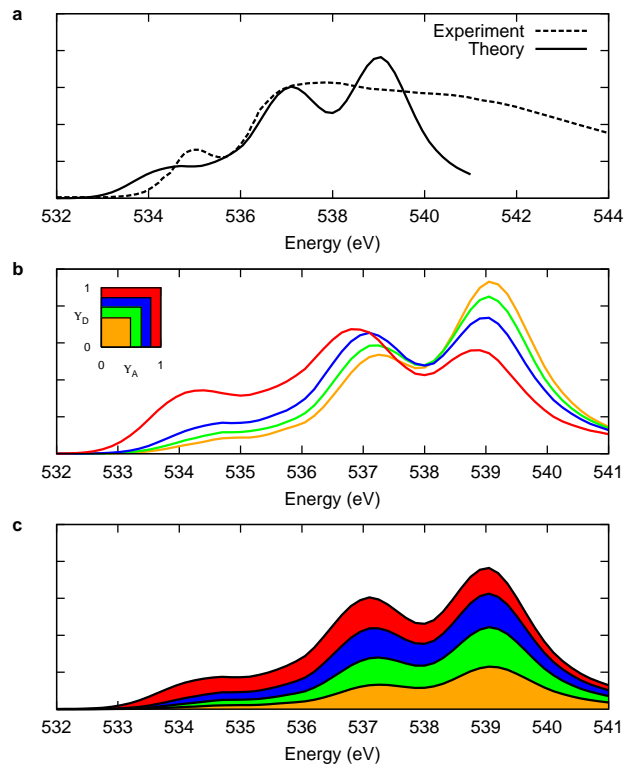 a
Experiment
Theory
532 534 536 538 540 542 544
Energy (eV)
b
1
Υ_D
0
0 Υ_A 1
532 533 534 535 536 537 538 539 540 541
Energy (eV)
c
532 533 534 535 536 537 538 539 540 541
Energy (eV)